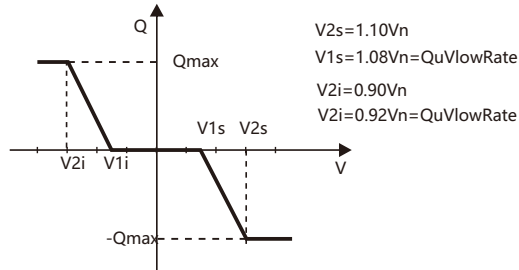 Q
V2s=1.10Vn
Qmax
V1s=1.08Vn=QuVlowRate
V2i=0.90Vn
V2i=0.92Vn=QuVlowRate
V1s V2s
V2i V1i V
-Qmax